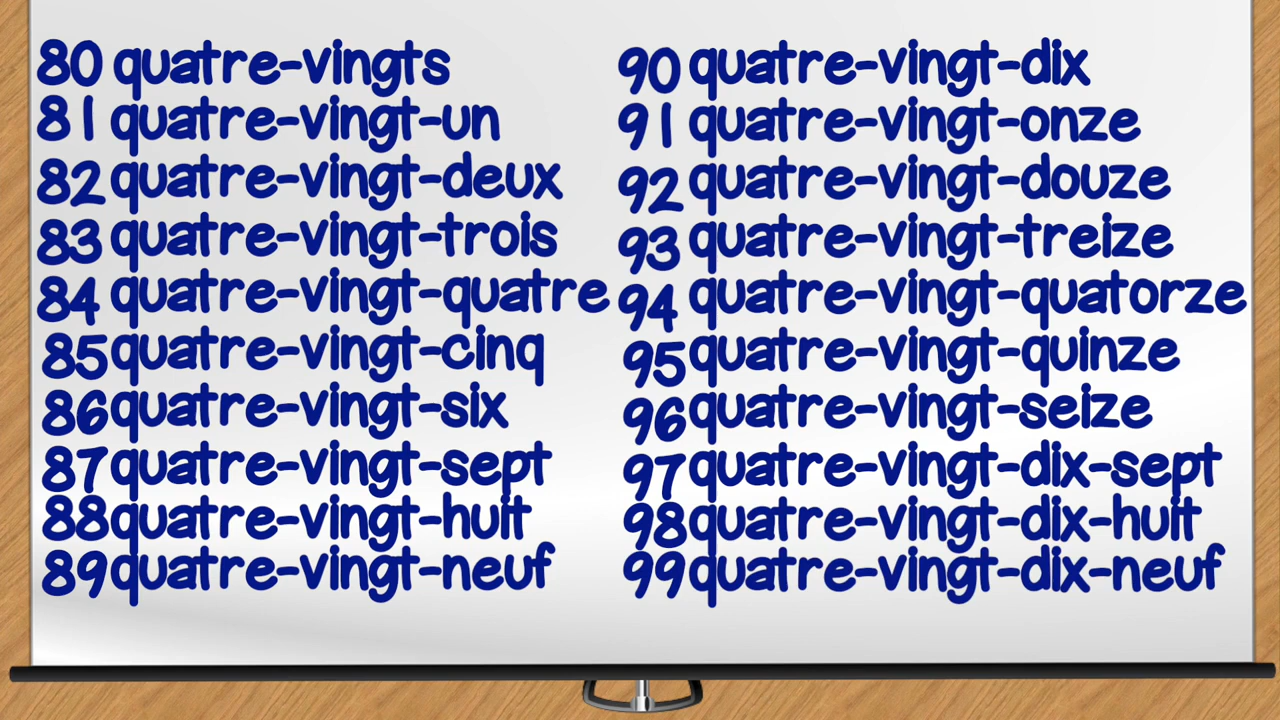 80 quatre-vingts
81 quatre-vingt-un
82 quatre-vingt-deux
83 quatre-vingt-trois
84 quatre-vingt-quatre
85 quatre-vingt-cinq
86 quatre-vingt-six
87 quatre-vingt-sept
88 quatre-vingt-huit
89 quatre-vingt-neuf
90 quatre-vingt-dix
91 quatre-vingt-onze
92 quatre-vingt-douze
93 quatre-vingt-treize
94 quatre-vingt-quatorze
95 quatre-vingt-quinze
96 quatre-vingt-seize
97 quatre-vingt-dix-sept
98 quatre-vingt-dix-huit
99 quatre-vingt-dix-neuf